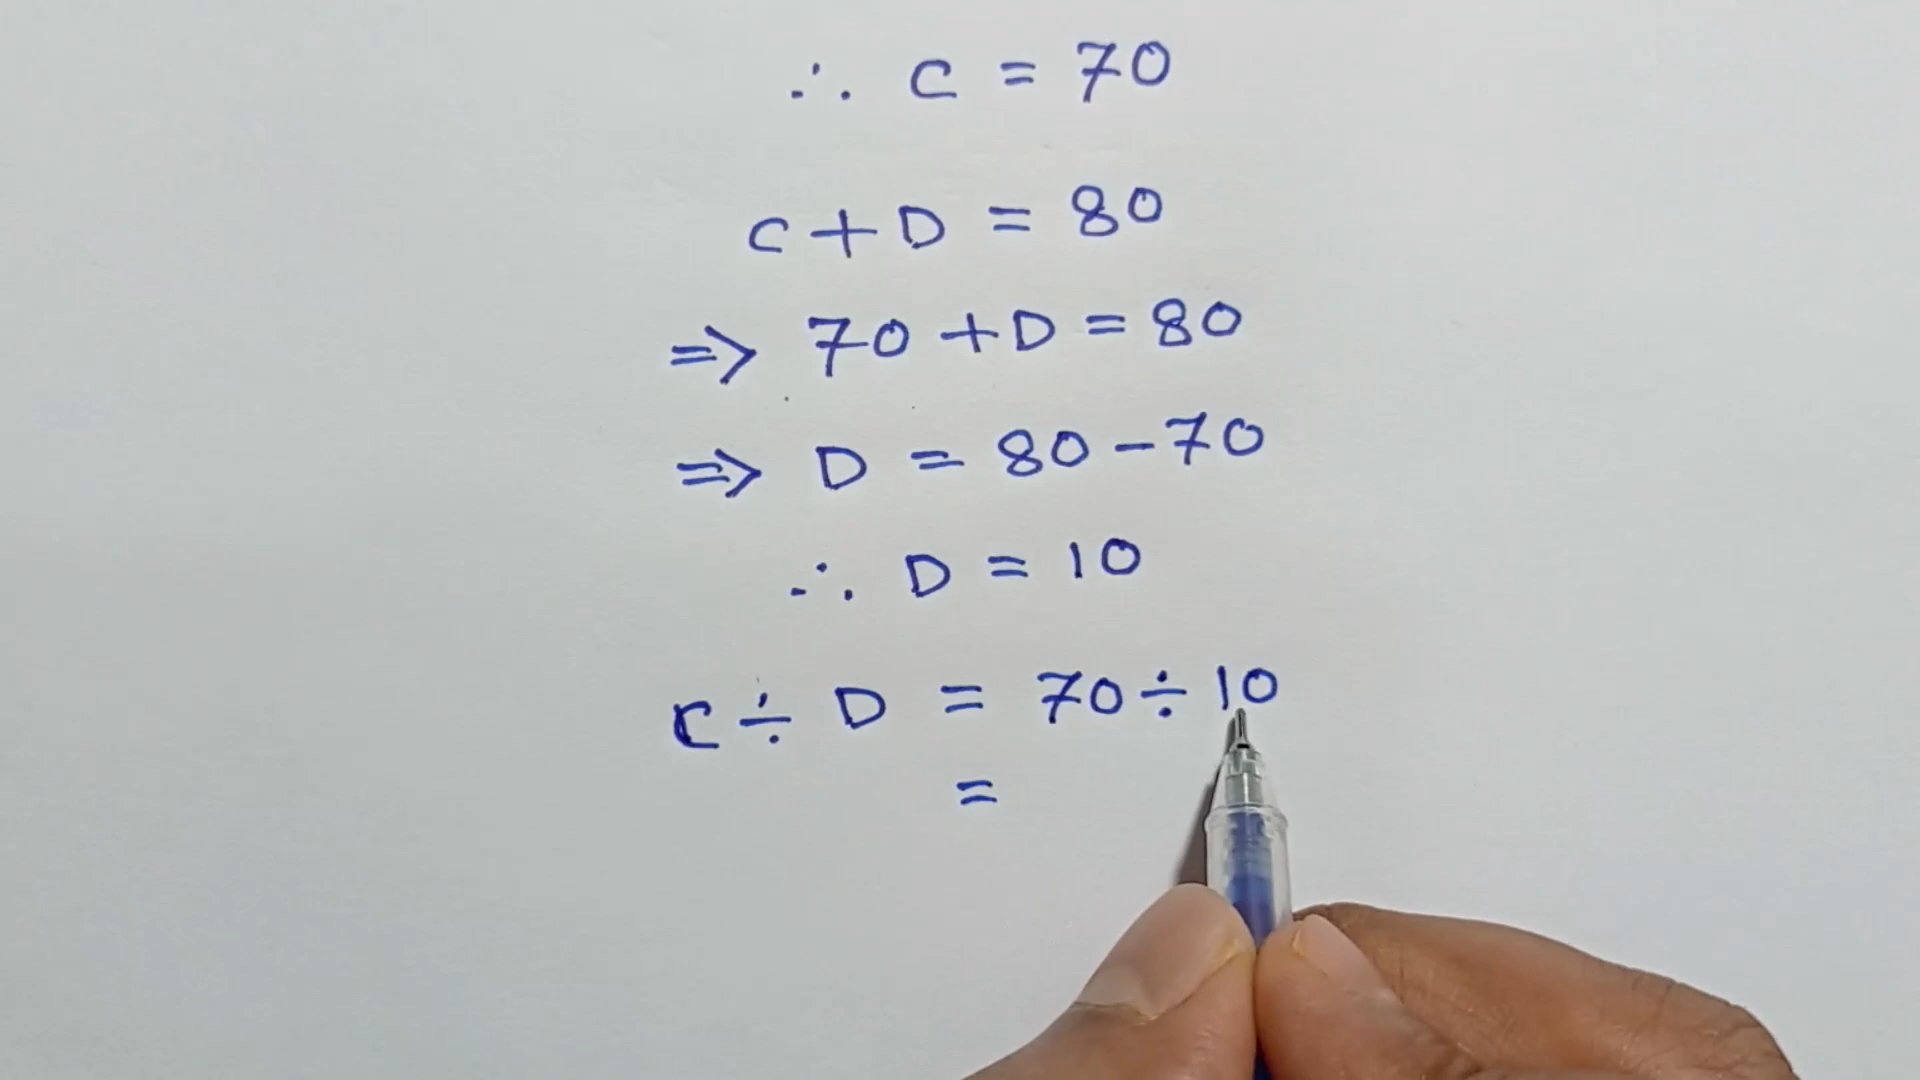 ∴ C = 70
C + D = 80
=> 70 + D = 80
=> D = 80 - 70
∴ D = 10
C ÷ D = 70 ÷ 10
=